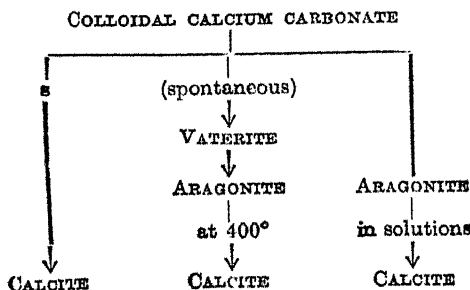 COLLOIDAL CALCIUM CARBONATE
s (spontaneous)
VATERITE
ARAGONITE ARAGONITE
at 400° in solutions
CALCITE CALCITE CALCITE